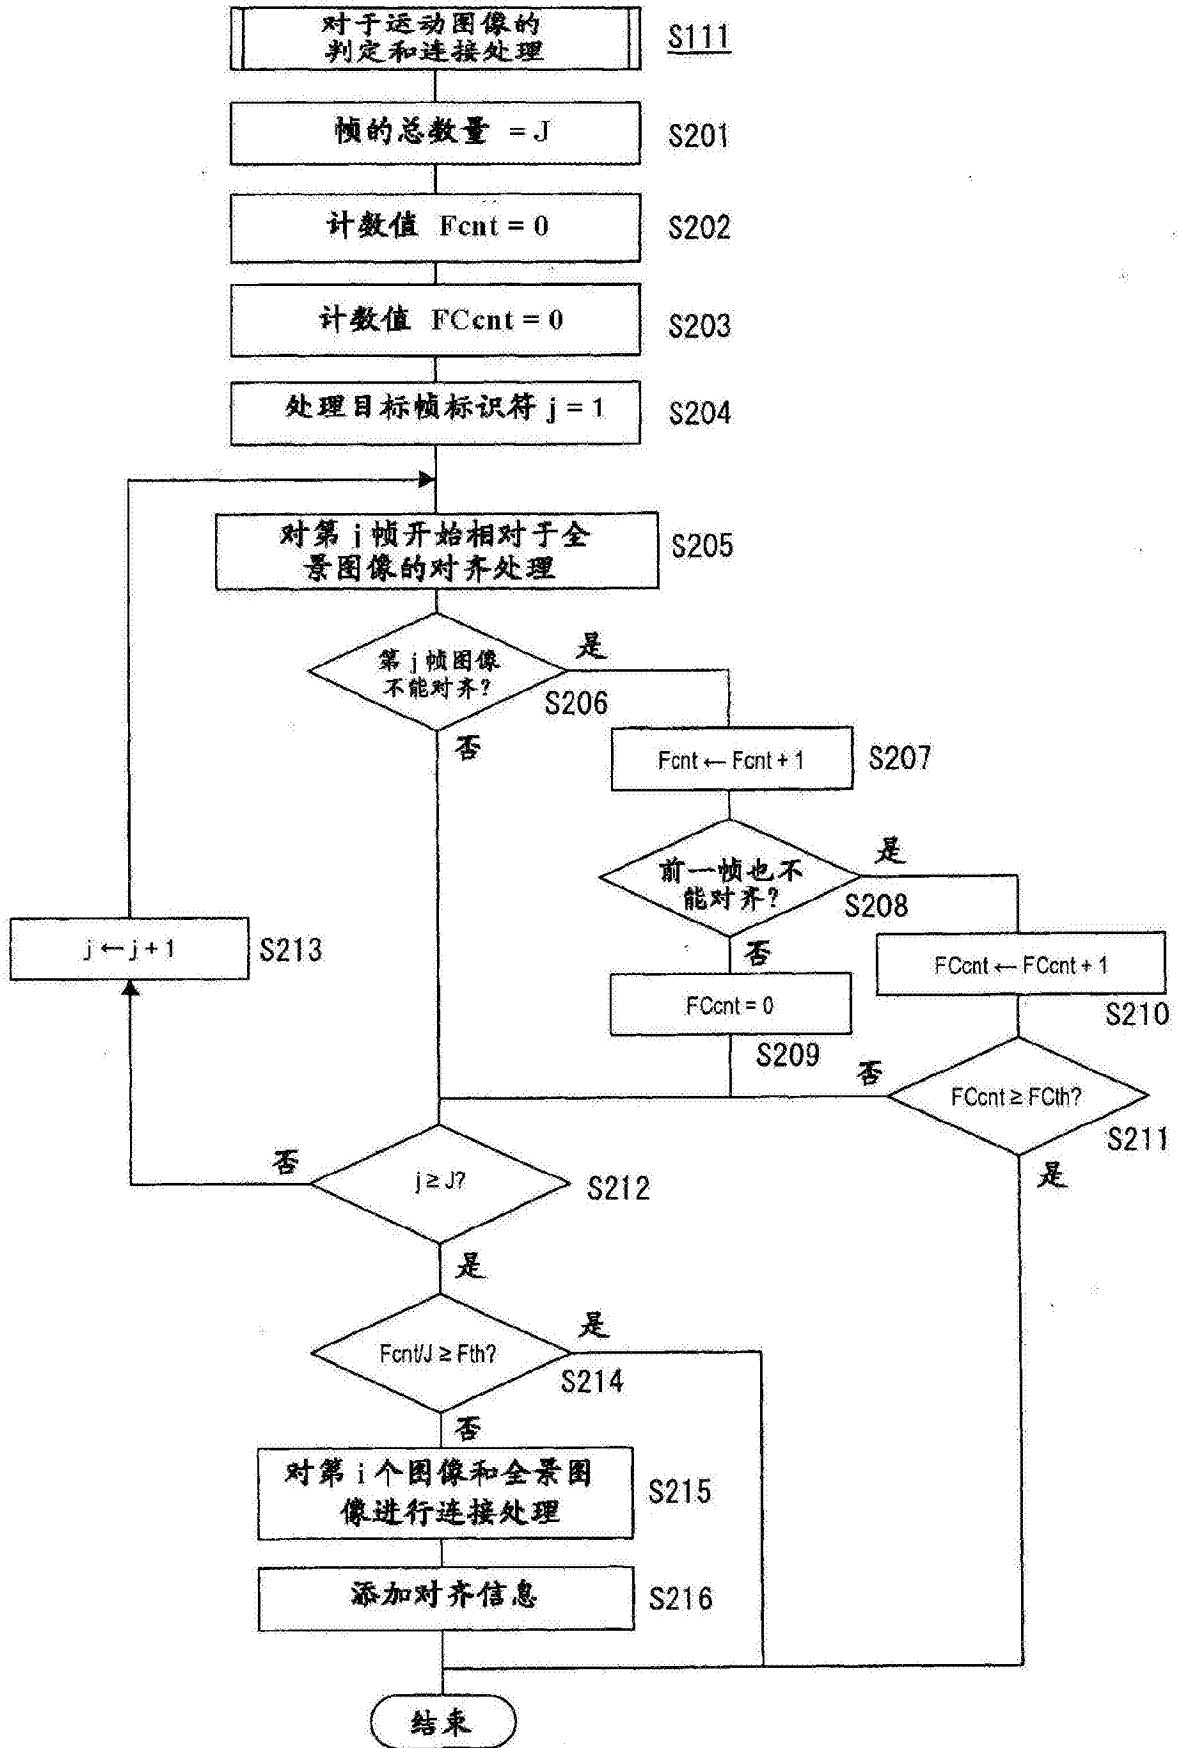 对于运动图像的
判定和连接处理
S111
帧的总数量 = J
S201
计数值 Fcnt = 0
S202
计数值 FCcnt = 0
S203
处理目标帧标识符 j = 1
S204
对第 j 帧开始相对于全
景图像的对齐处理
S205
第 j 帧图像
不能对齐?
是
S206
否
Fcnt ← Fcnt + 1
S207
前一帧也不
能对齐?
是
S208
否
j ← j + 1
S213
FCcnt ← FCcnt + 1
S210
FCcnt = 0
S209
否
FCcnt ≥ FCth?
S211
是
否
j ≥ J?
S212
是
Fcnt/J ≥ Fth?
是
S214
否
对第 i 个图像和全景图
像进行连接处理
S215
添加对齐信息
S216
结束